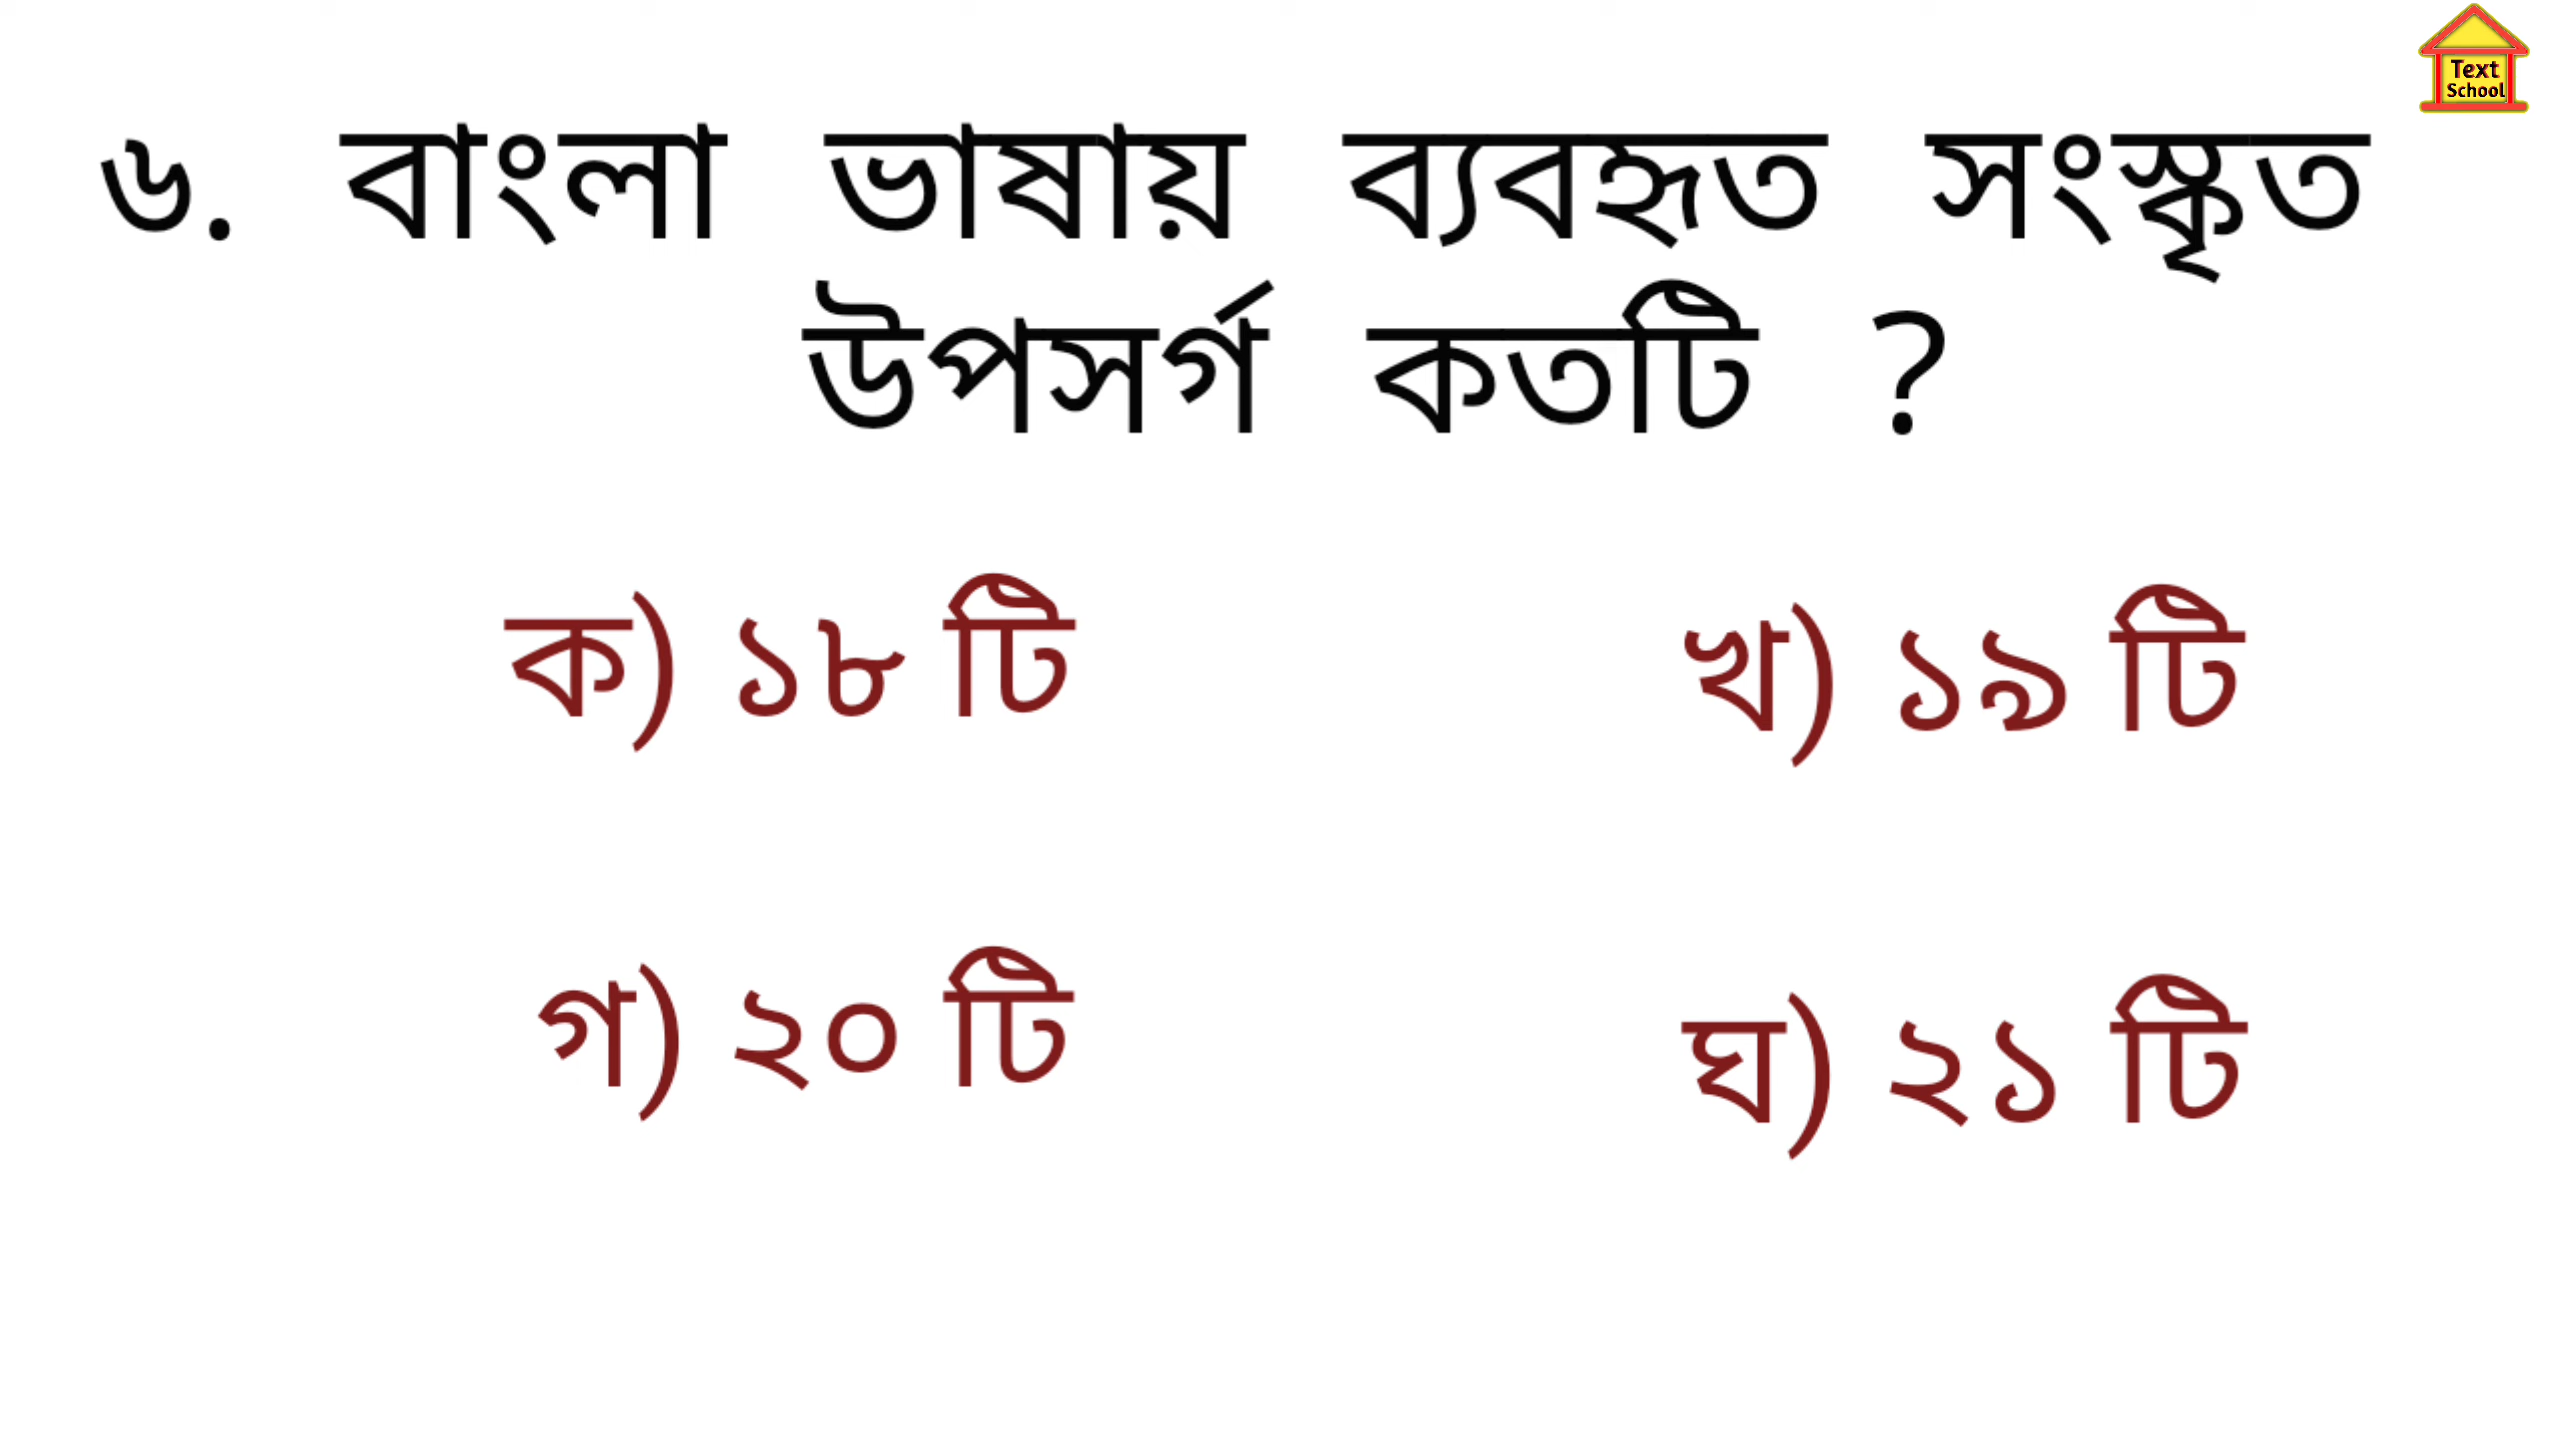 Text
School
৬. বাংলা ভাষায় ব্যবহৃত সংস্কৃত
উপসর্গ কতটি ?
ক) ১৮ টি
খ) ১৯ টি
গ) ২০ টি
ঘ) ২১ টি